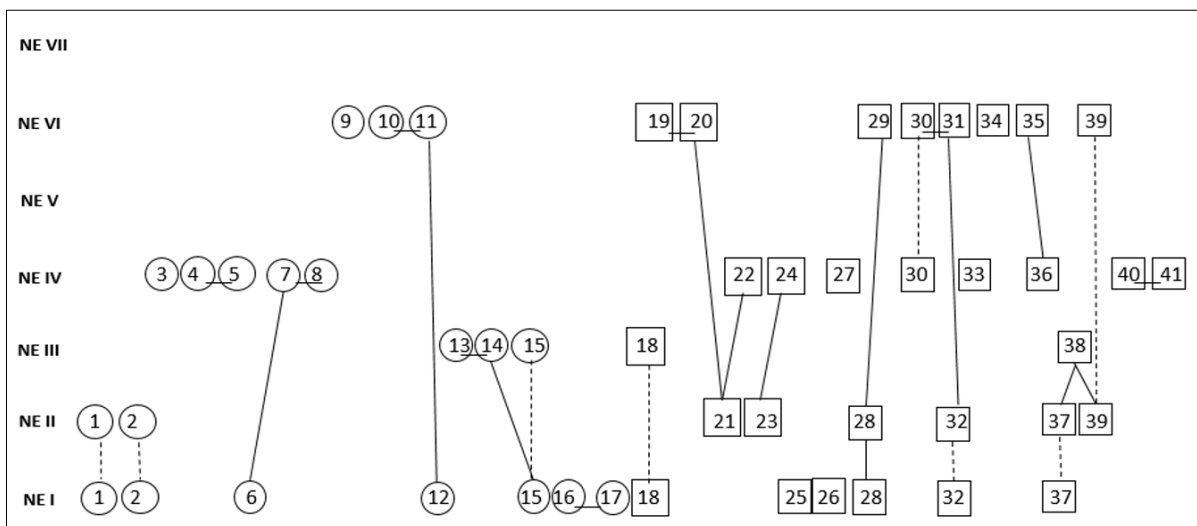 NE VII
NE VI 9 10 11 19 20 29 30 31 34 35 39
NE V
NE IV 3 4 5 7 8 22 24 27 30 33 36 40 41
NE III 13 14 15 18 38
NE II 1 2 21 23 28 32 37 39
NE I 1 2 6 12 15 16 17 18 25 26 28 32 37